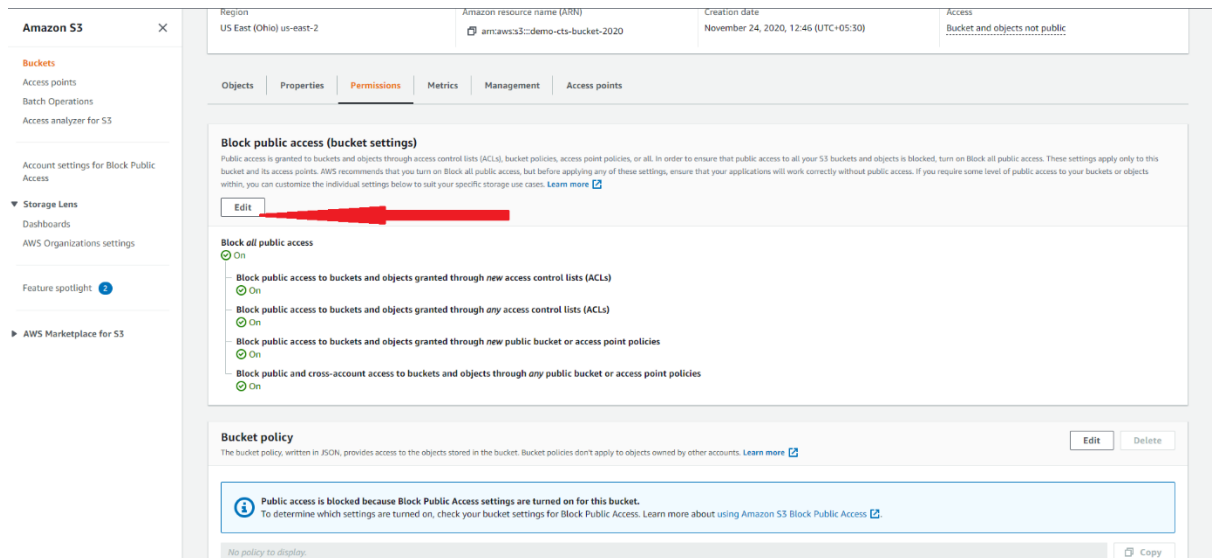 Amazon S3
Buckets
Access points
Batch Operations
Access analyzer for S3
Account settings for Block Public
Access
Storage Lens
Dashboards
AWS Organizations settings
Feature spotlight 2
AWS Marketplace for S3
Region
US East (Ohio) us-east-2
Amazon resource name (ARN)
arn:aws:s3:::demo-cts-bucket-2020
Creation date
November 24, 2020, 12:46 (UTC+05:30)
Access
Bucket and objects not public
Objects Properties Permissions Metrics Management Access points
Block public access (bucket settings)
Public access is granted to buckets and objects through access control lists (ACLs), bucket policies, access point policies, or all. In order to ensure that public access to all your S3 buckets and objects is blocked, turn on Block all public access. These settings apply only to this
bucket and its access points. AWS recommends that you turn on Block all public access, but before applying any of these settings, ensure that your applications will work correctly without public access. If you require some level of public access to your buckets or objects
within, you can customize the individual settings below to suit your specific storage use cases. Learn more
Edit
Block all public access
On
Block public access to buckets and objects granted through new access control lists (ACLs)
On
Block public access to buckets and objects granted through any access control lists (ACLs)
On
Block public access to buckets and objects granted through new public bucket or access point policies
On
Block public and cross-account access to buckets and objects through any public bucket or access point policies
On
Bucket policy
The bucket policy, written in JSON, provides access to the objects stored in the bucket. Bucket policies don't apply to objects owned by other accounts. Learn more
Edit Delete
Public access is blocked because Block Public Access settings are turned on for this bucket.
To determine which settings are turned on, check your bucket settings for Block Public Access. Learn more about using Amazon S3 Block Public Access.
No policy to display.
Copy